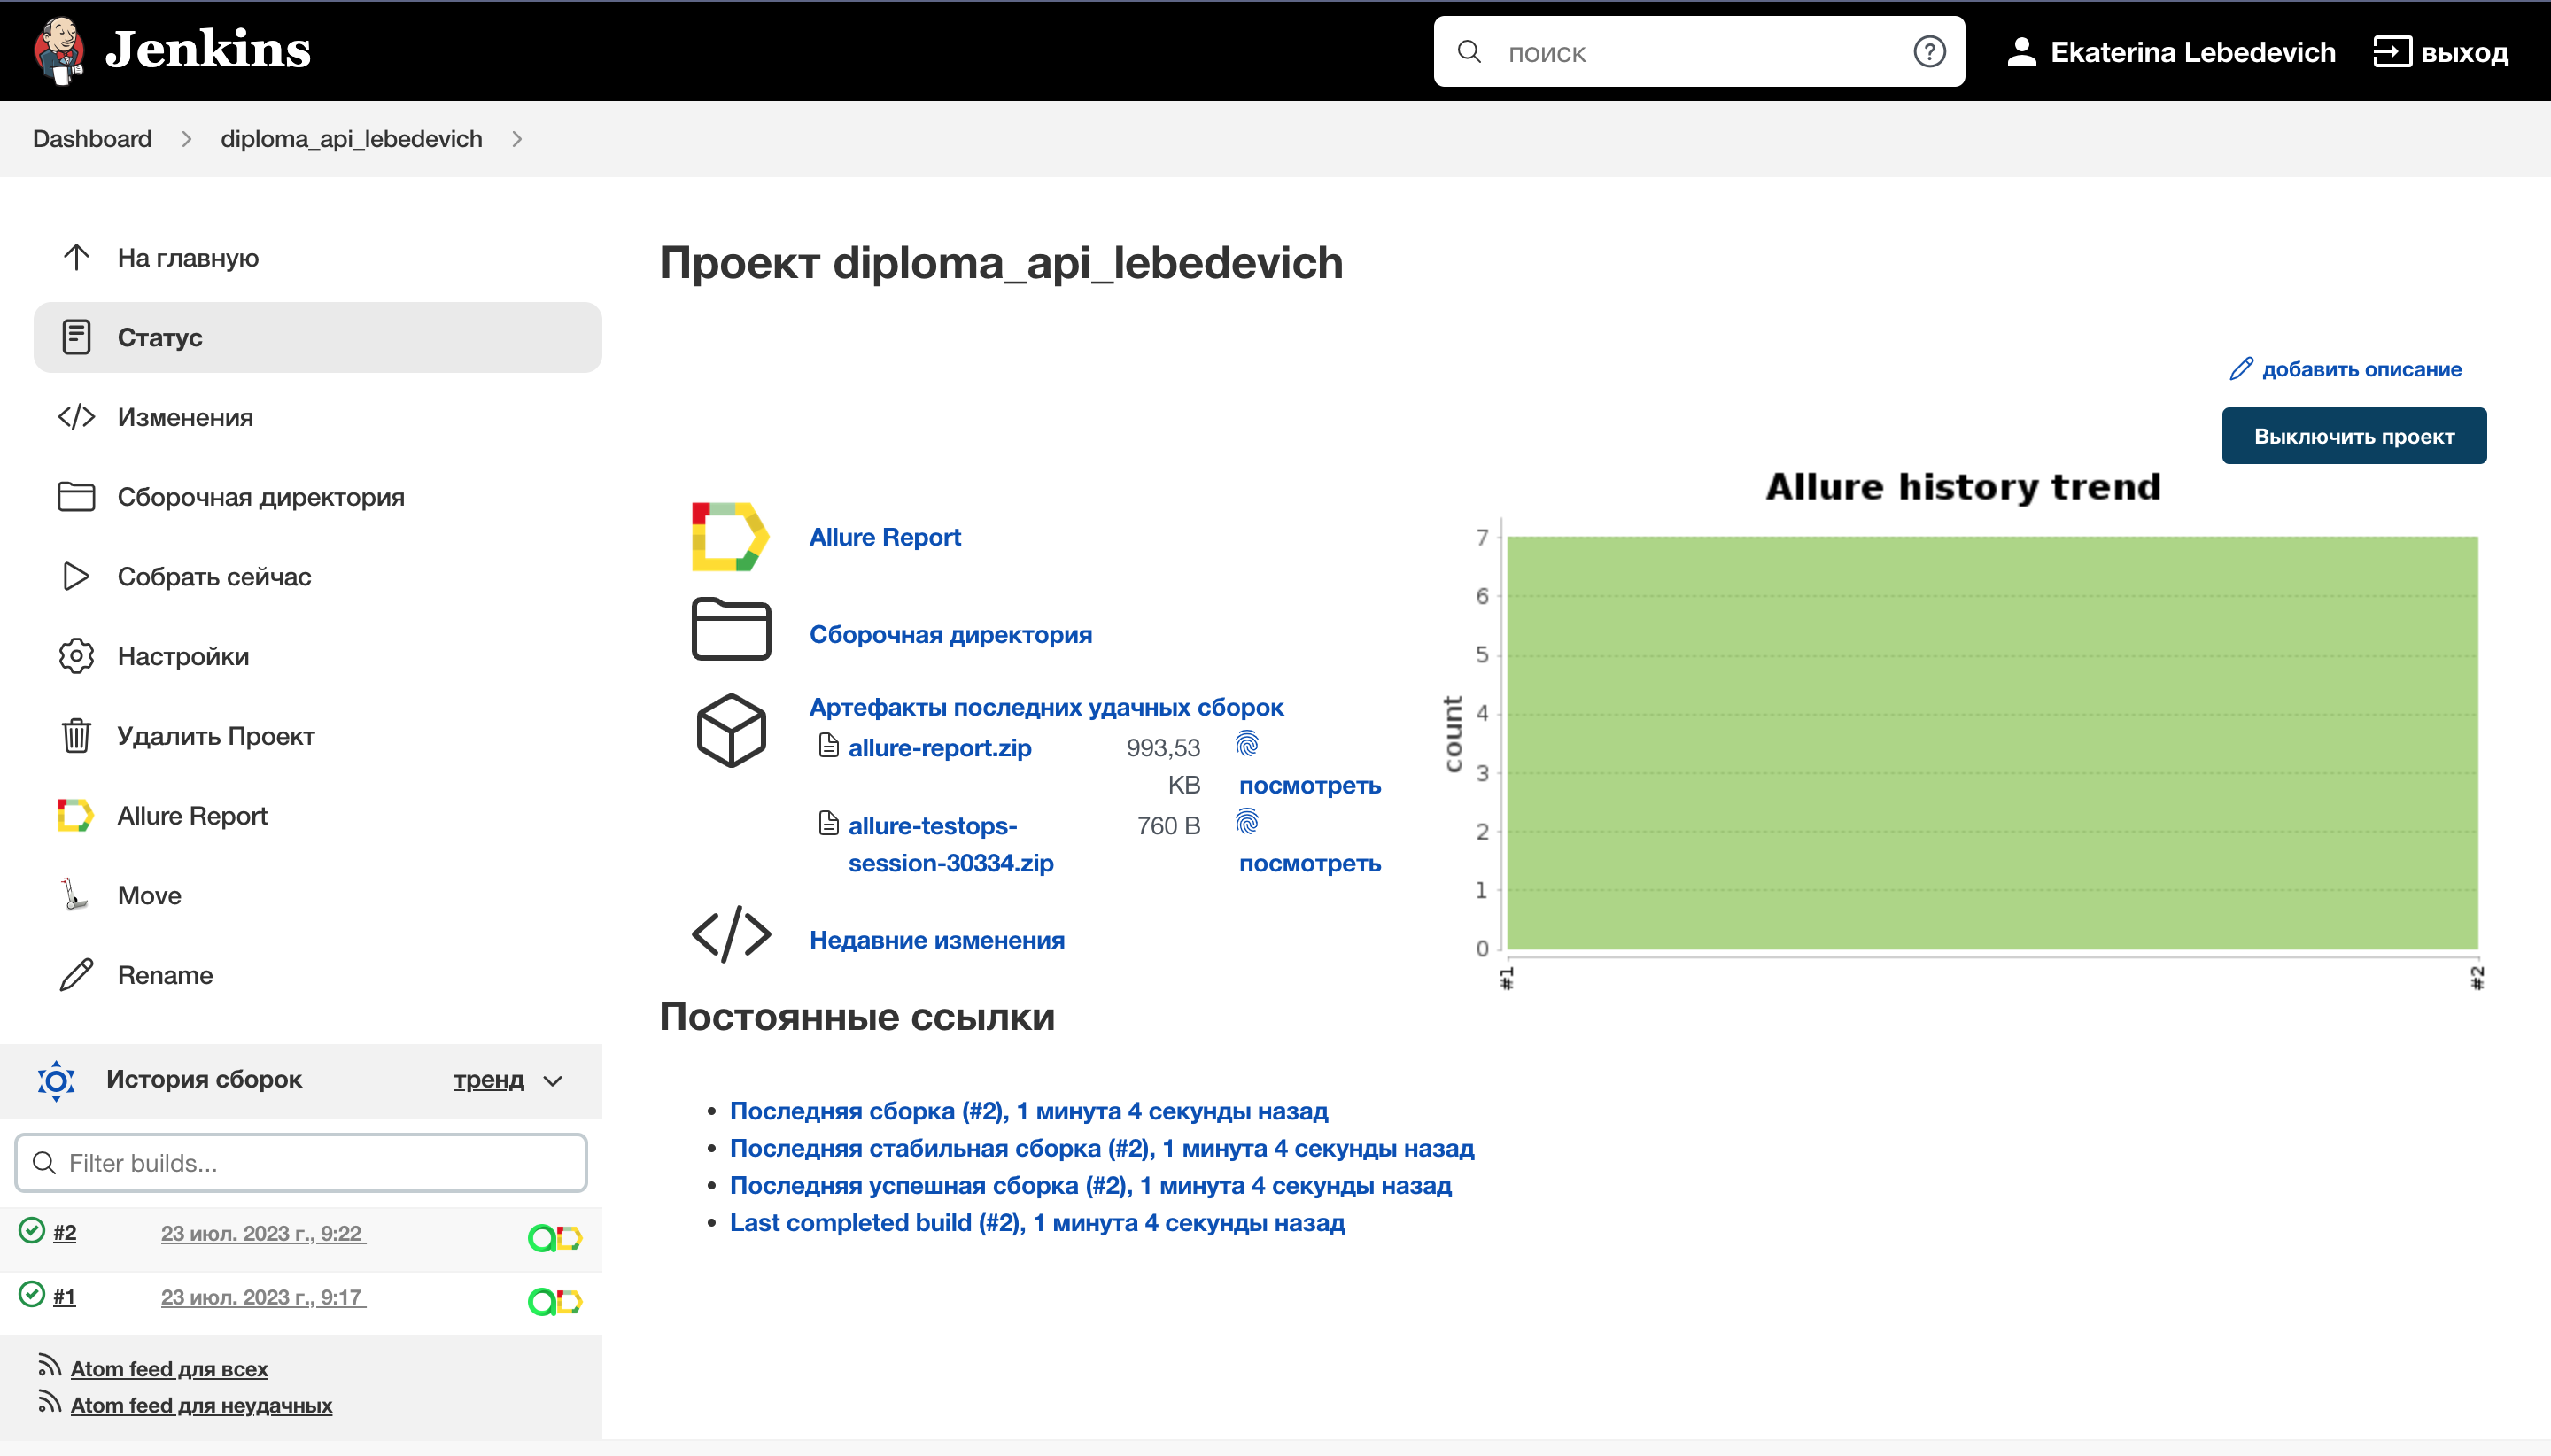 Jenkins
поиск
Ekaterina Lebedevich
выход
Dashboard
diploma_api_lebedevich
На главную
Статус
Изменения
Сборочная директория
Собрать сейчас
Настройки
Удалить Проект
Allure Report
Move
Rename
История сборок
тренд
Filter builds...
#2
23 июл. 2023 г., 9:22
#1
23 июл. 2023 г., 9:17
Atom feed для всех
Atom feed для неудачных
Проект diploma_api_lebedevich
добавить описание
Выключить проект
Allure Report
Сборочная директория
Артефакты последних удачных сборок
allure-report.zip
993,53
KB
посмотреть
allure-testops-
session-30334.zip
760 B
посмотреть
Недавние изменения
Allure history trend
count
7
6
5
4
3
2
1
0
#1
#2
Постоянные ссылки
Последняя сборка (#2), 1 минута 4 секунды назад
Последняя стабильная сборка (#2), 1 минута 4 секунды назад
Последняя успешная сборка (#2), 1 минута 4 секунды назад
Last completed build (#2), 1 минута 4 секунды назад